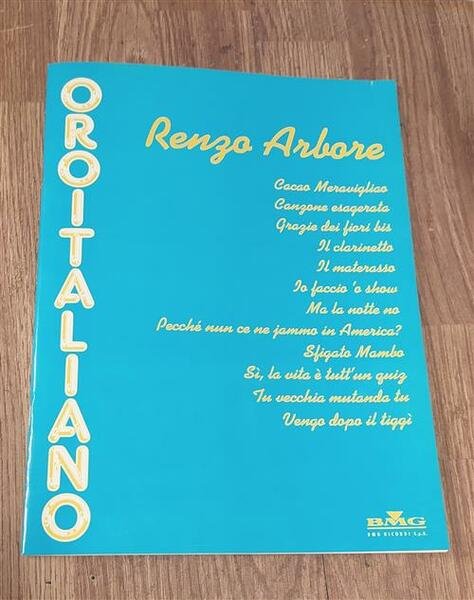 OROITALIANO
Renzo Arbore
Cacao Meravigliao
Canzone esagerata
Grazie dei fiori bis
Il clarinetto
Il materasso
Io faccio 'o show
Ma la notte no
Pecché nun ce ne jammo in America?
Sfigato Mambo
Sì, la vita è tutt'un quiz
Tu vecchia mutanda tu
Vengo dopo il tiggì
BMG
BMG RICORDI S.p.A.